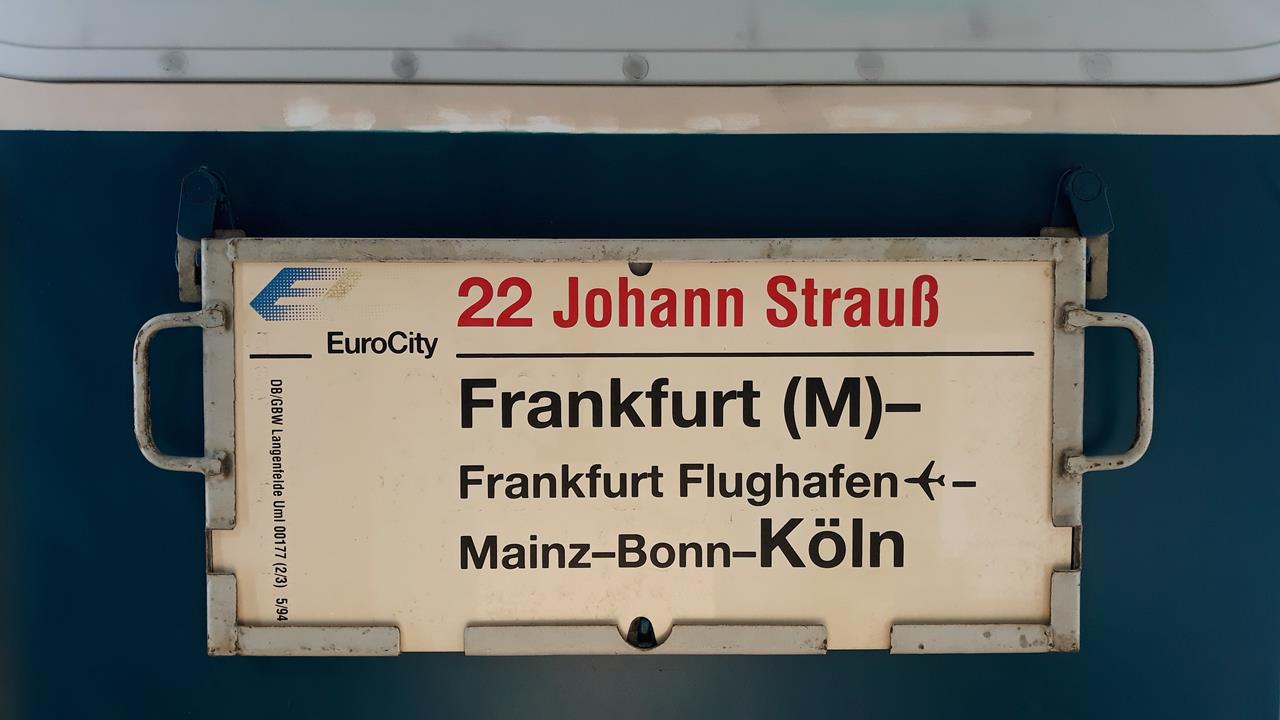 22 Johann Strauß
EuroCity
Frankfurt (M)–
Frankfurt Flughafen✈–
Mainz–Bonn–Köln
DB/GBW Langenfelde Uml 00177 (2/3) 5/94